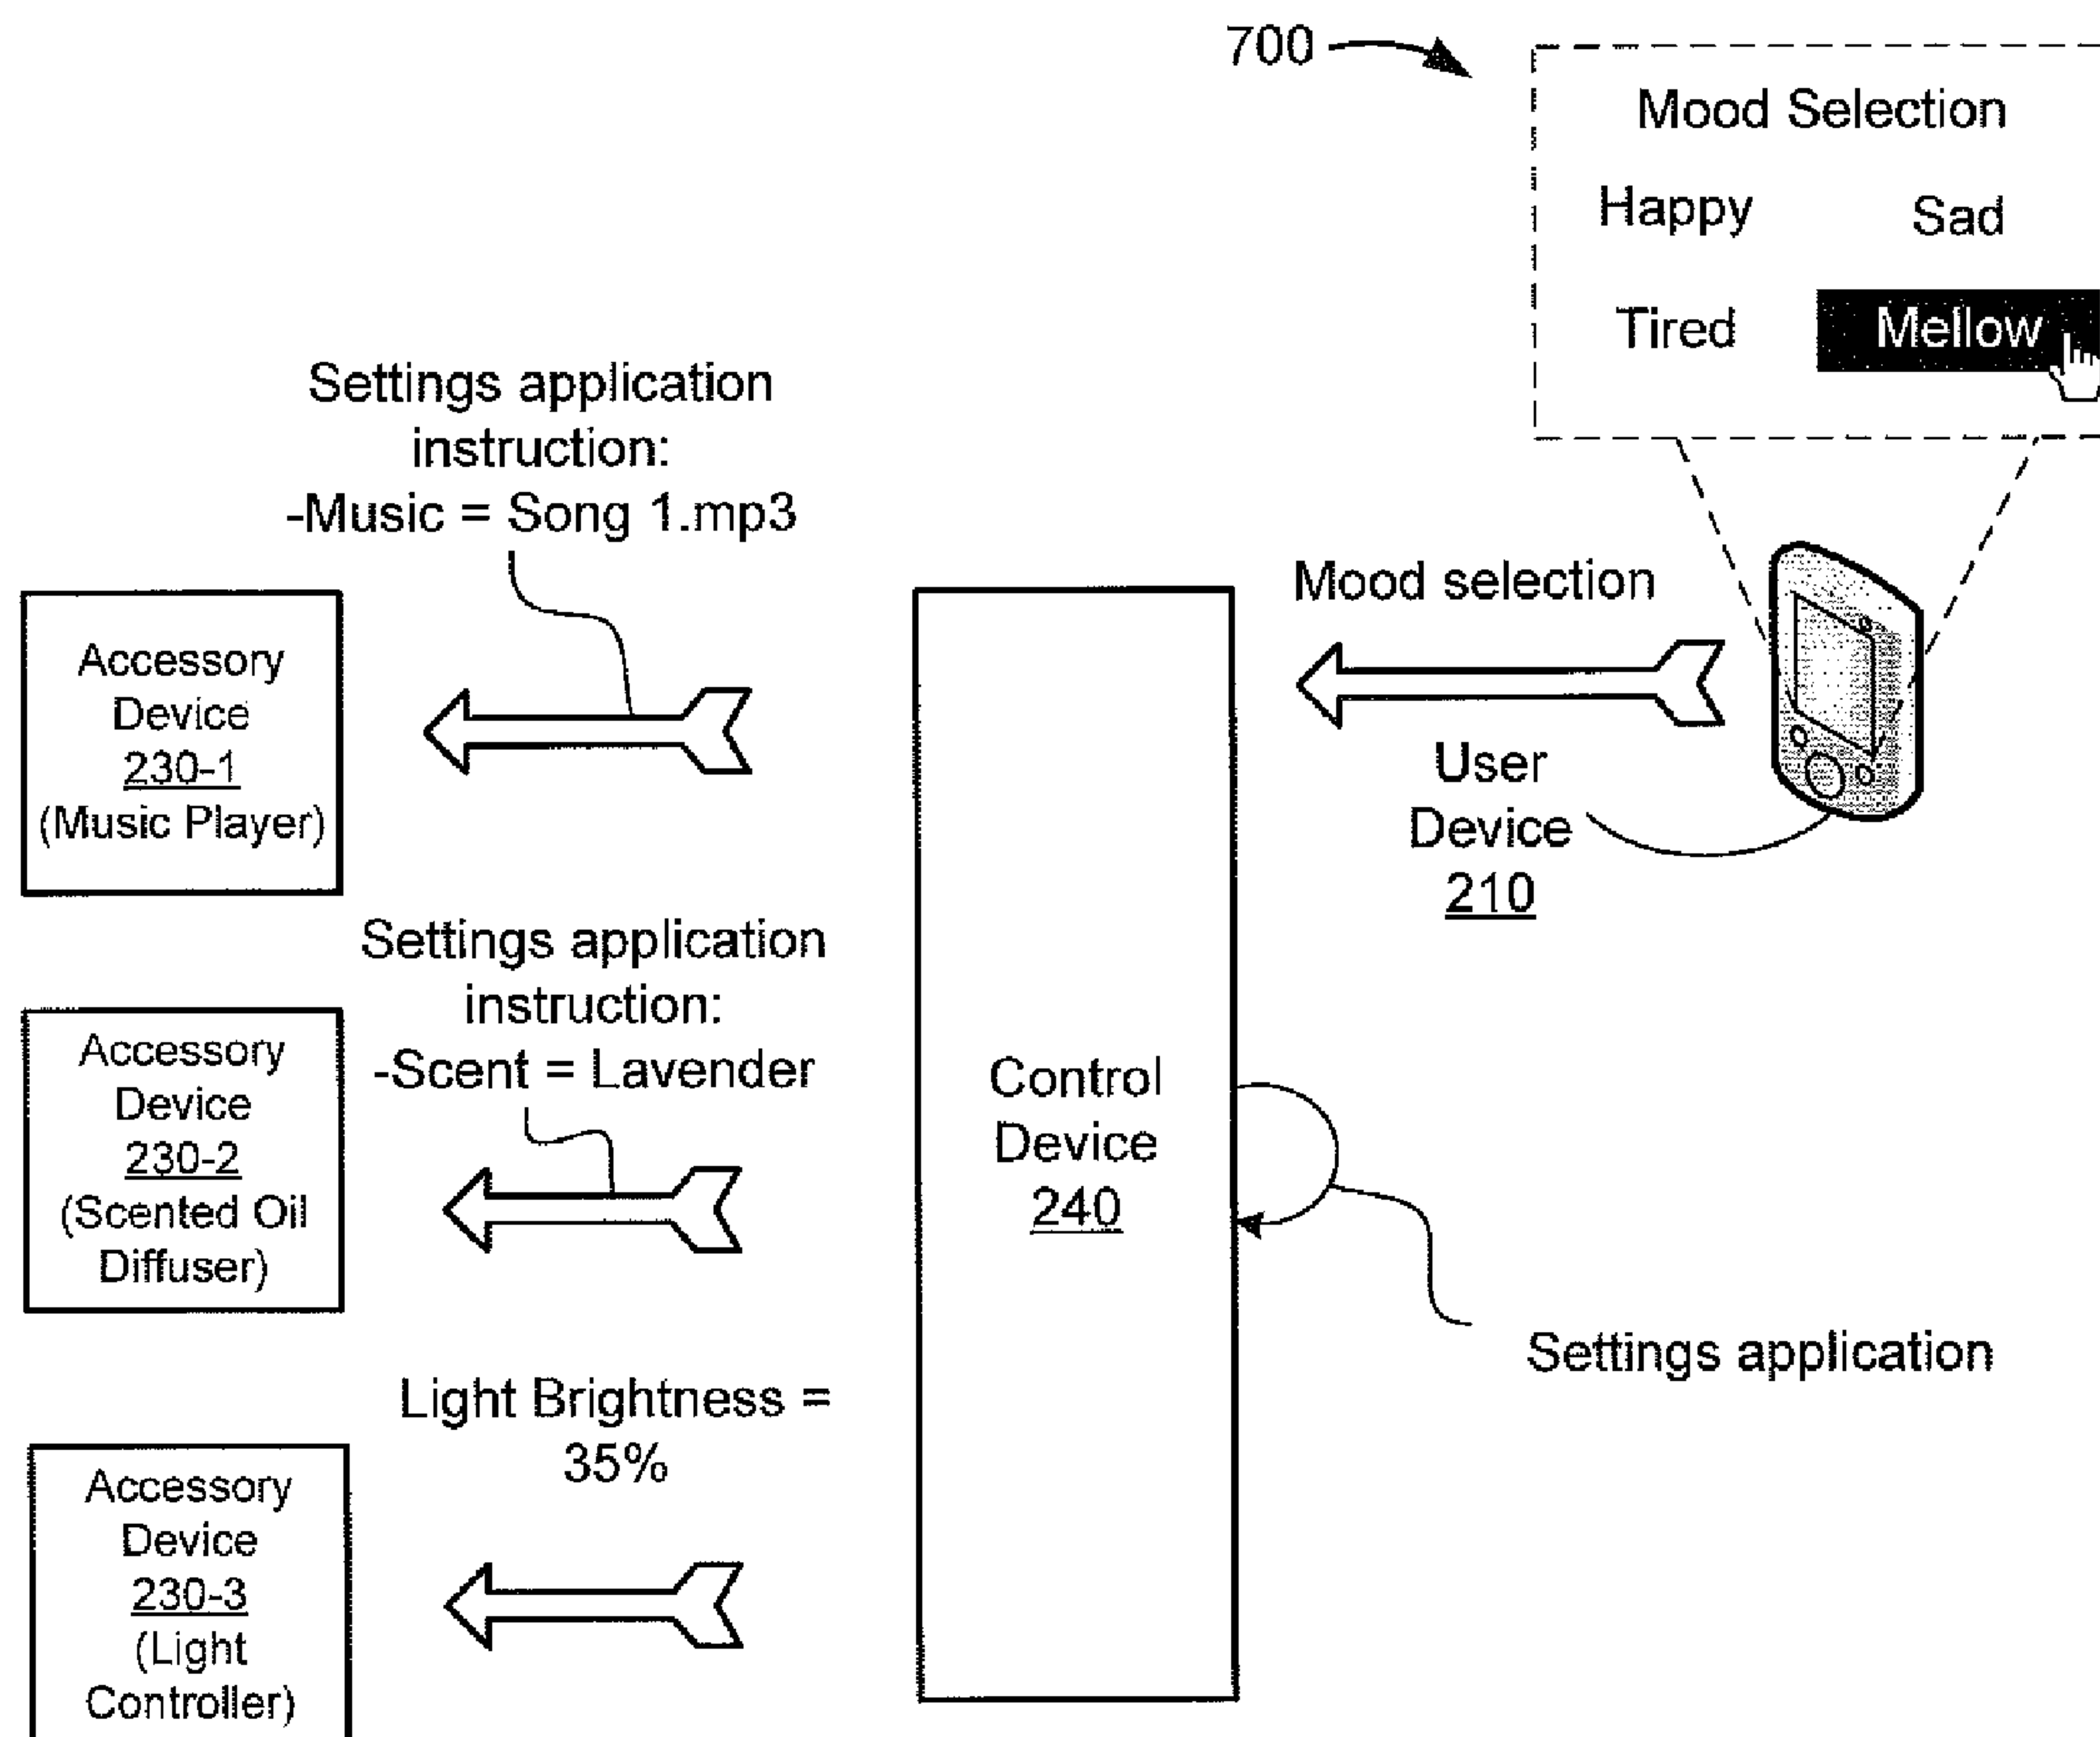 700
Mood Selection
Happy
Sad
Tired
Mellow
Settings application
instruction:
-Music = Song 1.mp3
Mood selection
Accessory
Device
230-1
(Music Player)
User
Device
210
Settings application
instruction:
-Scent = Lavender
Accessory
Device
230-2
(Scented Oil
Diffuser)
Control
Device
240
Settings application
Light Brightness =
35%
Accessory
Device
230-3
(Light
Controller)